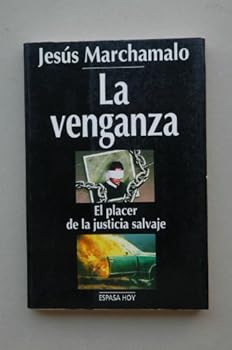 Jesús Marchamalo
La
venganza
El placer
de la justicia salvaje
ESPASA HOY